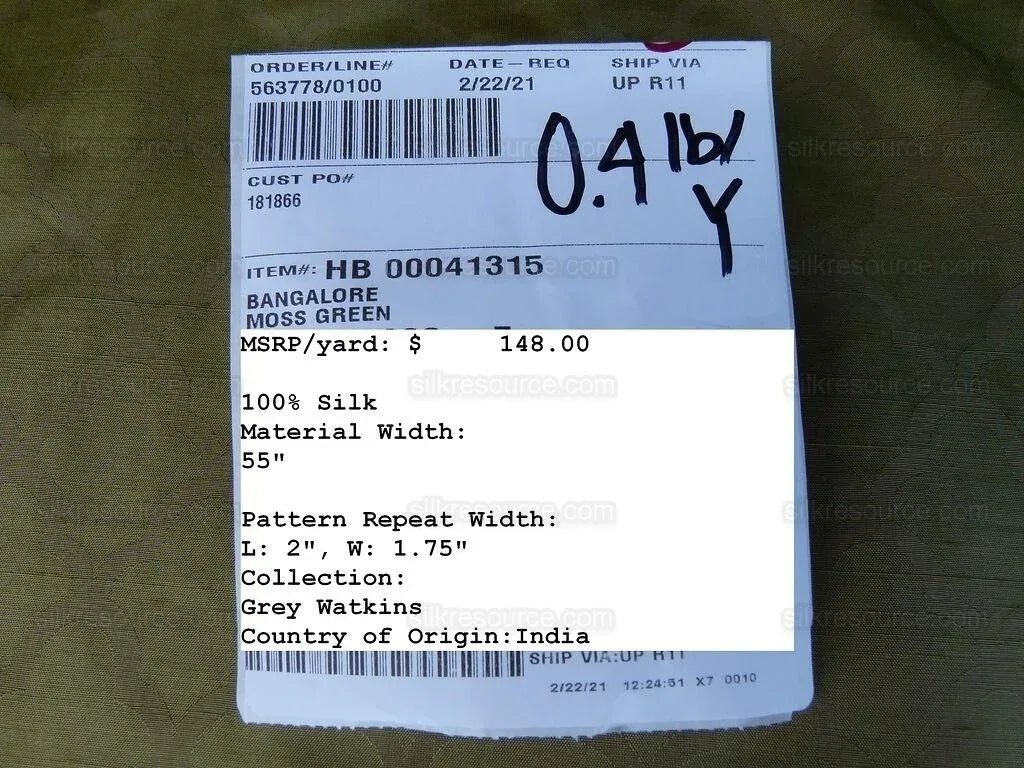 ORDER/LINE# DATE-REQ SHIP VIA
563778/0100 2/22/21 UP R11
0.4 lb/
Y
CUST PO#
181866
ITEM#: HB 00041315
BANGALORE
MOSS GREEN
MSRP/yard: $ 148.00
100% Silk
Material Width:
55"
Pattern Repeat Width:
L: 2", W: 1.75"
Collection:
Grey Watkins
Country of Origin:India
SHIP VIA:UP R11
2/22/21 12:24:51 X7 0010
silkresource.com